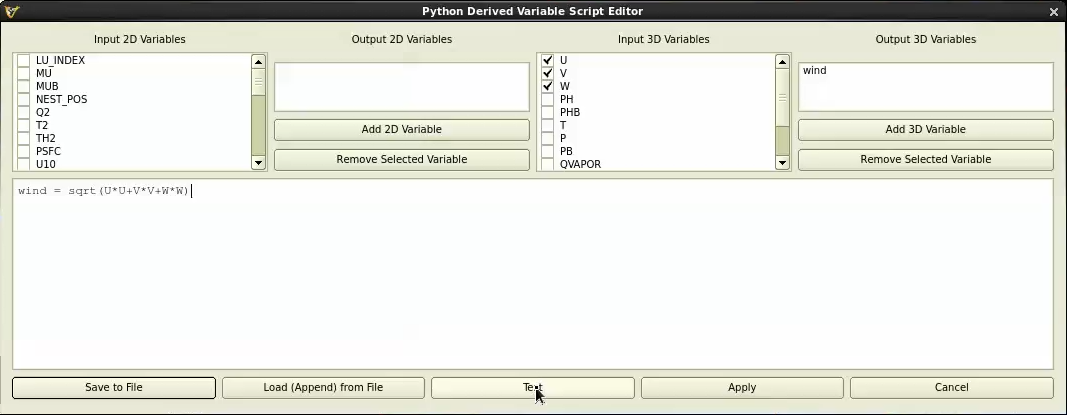 Python Derived Variable Script Editor
Input 2D Variables
Output 2D Variables
Input 3D Variables
Output 3D Variables
LU_INDEX
MU
MUB
NEST_POS
Q2
T2
TH2
PSFC
U10
Add 2D Variable
Remove Selected Variable
U
V
W
PH
PHB
T
P
PB
QVAPOR
wind
Add 3D Variable
Remove Selected Variable
wind = sqrt(U*U+V*V+W*W)
Save to File
Load (Append) from File
Test
Apply
Cancel